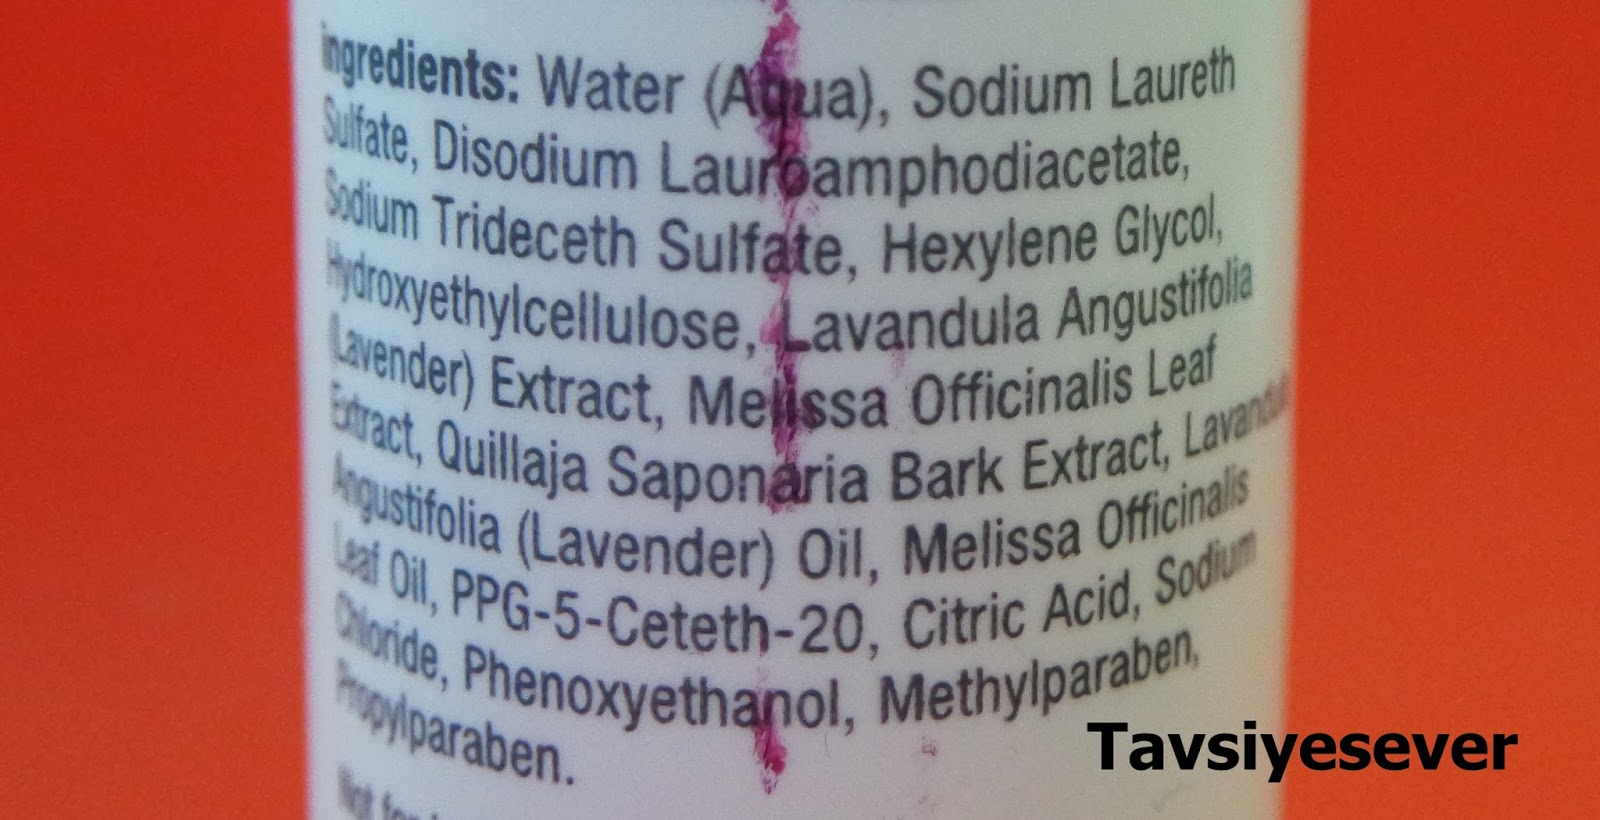 ingredients: Water (Aqua), Sodium Laureth
Sulfate, Disodium Lauroamphodiacetate,
Sodium Trideceth Sulfate, Hexylene Glycol,
Hydroxyethylcellulose, Lavandula Angustifolia
(Lavender) Extract, Melissa Officinalis Leaf
Extract, Quillaja Saponaria Bark Extract, Lavandula
Angustifolia (Lavender) Oil, Melissa Officinalis
Leaf Oil, PPG-5-Ceteth-20, Citric Acid, Sodium
Chloride, Phenoxyethanol, Methylparaben,
Propylparaben.
Not
Tavsiyesever